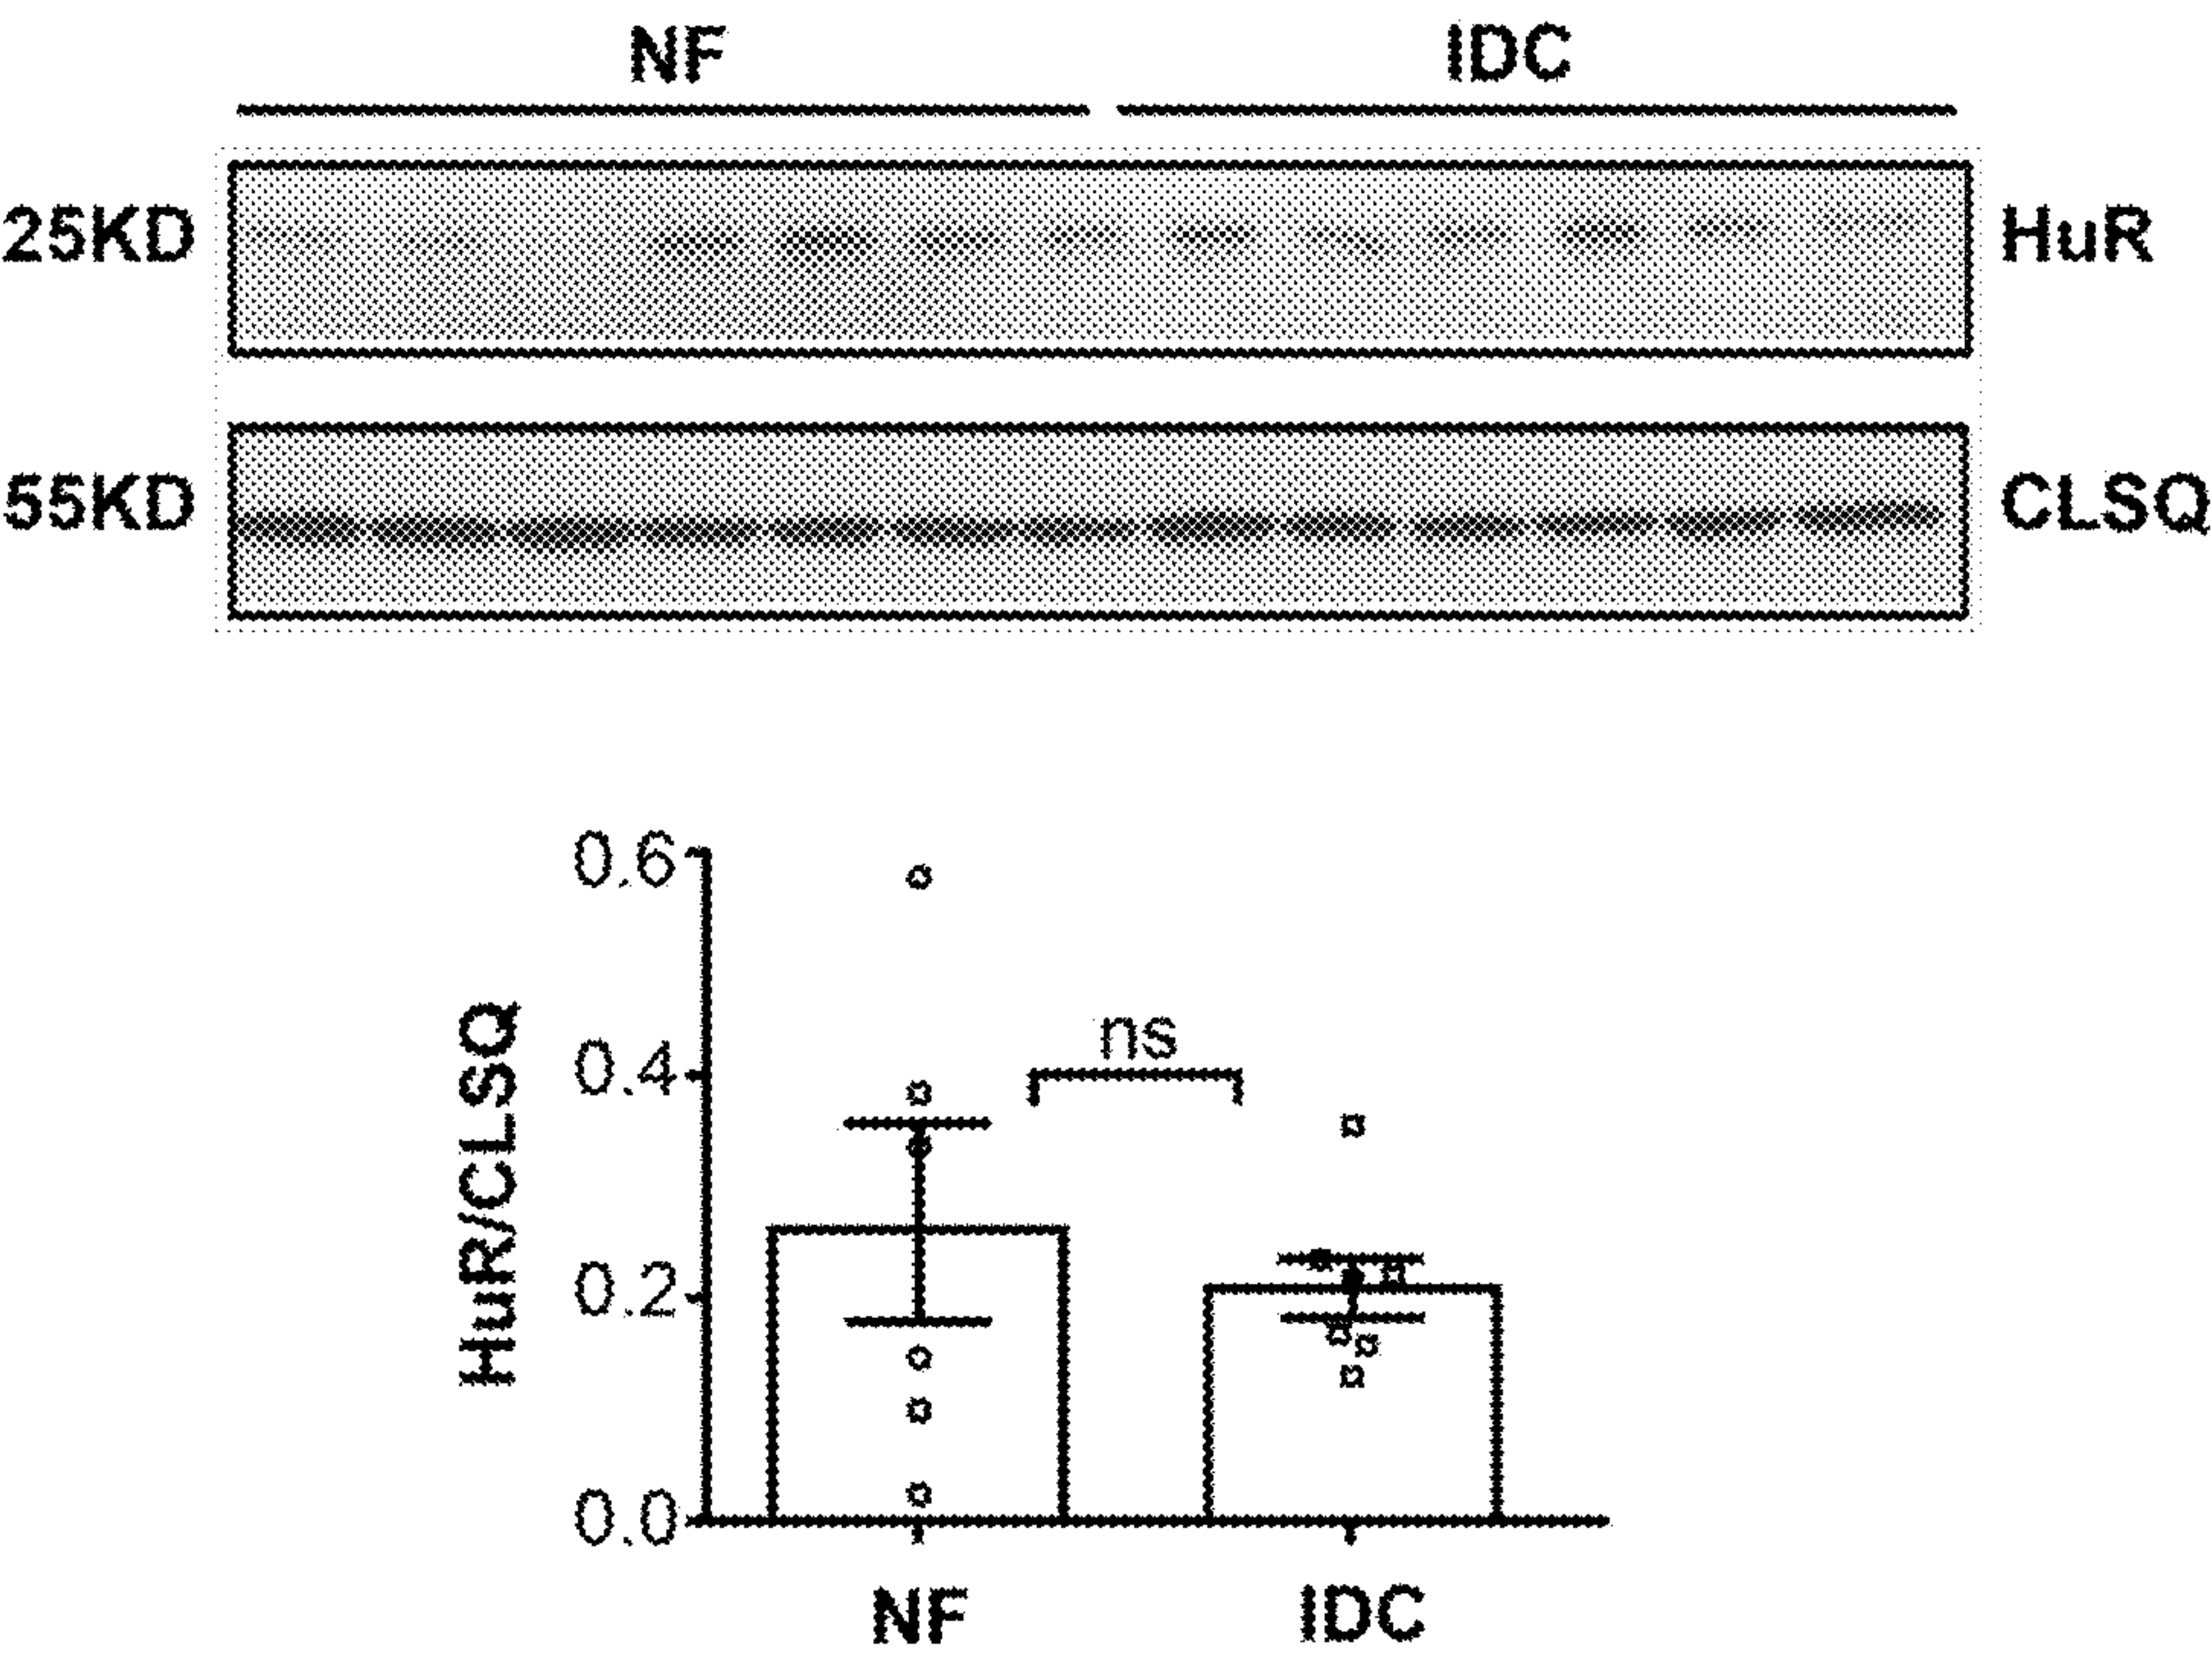 NF IDC
25KD HuR
55KD CLSQ
0.6
ns
0.4
HuR/CLSQ
0.2
0.0
NF IDC